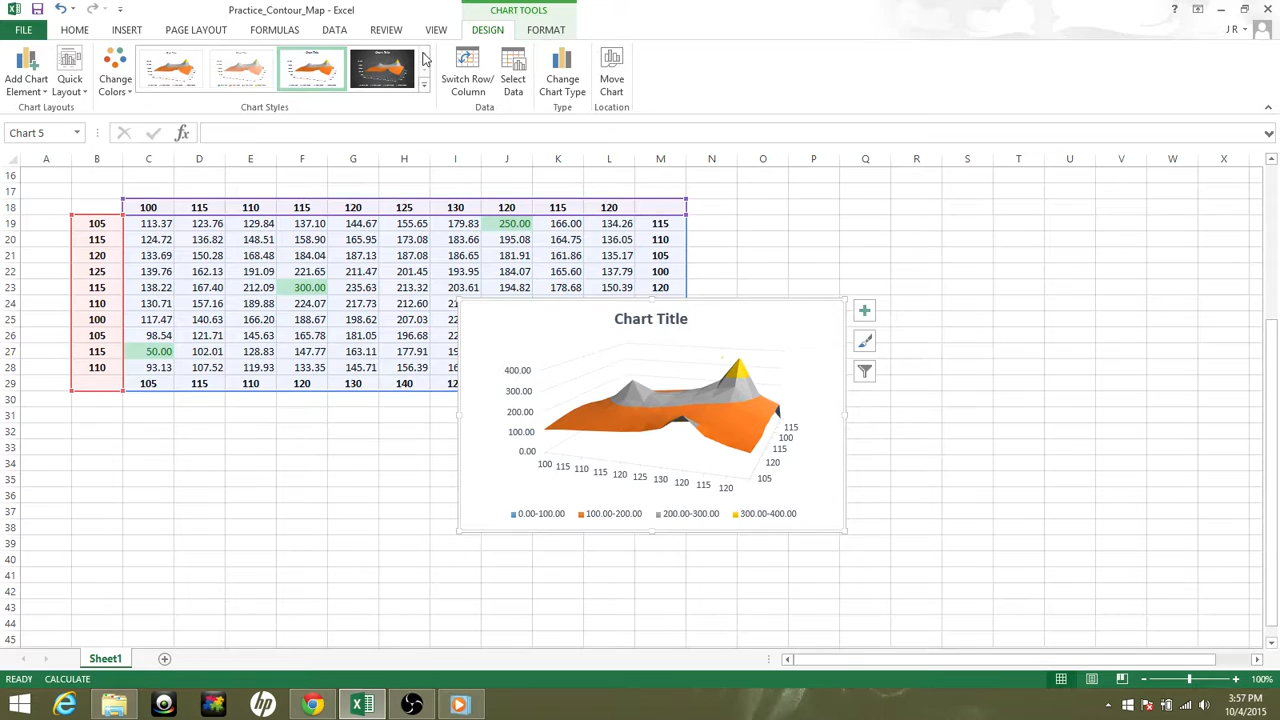 Practice_Contour_Map - Excel
CHART TOOLS
?
FILE HOME INSERT PAGE LAYOUT FORMULAS DATA REVIEW VIEW DESIGN FORMAT
J R
Add Chart Element
Quick Layout
Change Colors
Switch Row/ Column
Select Data
Change Chart Type
Move Chart
Chart Layouts
Chart Styles
Data
Type
Location
Chart 5
fx
A B C D E F G H I J K L M N O P Q R S T U V W X
16
17
18 100 115 110 115 120 125 130 120 115 120
19 105 113.37 123.76 129.84 137.10 144.67 155.65 179.83 250.00 166.00 134.26 115
20 115 124.72 136.82 148.51 158.90 165.95 173.08 183.66 195.08 164.75 136.05 110
21 120 133.69 150.28 168.48 184.04 187.13 187.08 186.65 181.91 161.86 135.17 105
22 125 139.76 162.13 191.09 221.65 211.47 201.45 193.95 184.07 165.60 137.79 100
23 115 138.22 167.40 212.09 300.00 235.63 213.32 203.61 194.82 178.68 150.39 120
24 110 130.71 157.16 189.88 224.07 217.73 212.60 2
25 100 117.47 140.63 166.20 188.67 198.62 207.03 22
26 105 98.54 121.71 145.63 165.78 181.05 196.68 22
27 115 50.00 102.01 128.83 147.77 163.11 177.91 19
28 110 93.13 107.52 119.93 133.35 145.71 156.39 16
29 105 115 110 120 130 140 12
30
31
32
33
34
35
36
37
38
39
40
41
42
43
44
45
Chart Title
400.00
300.00
200.00
100.00
0.00
100 115 110 115 120 125 130 120 115 120
115
100
115
120
105
0.00-100.00 100.00-200.00 200.00-300.00 300.00-400.00
Sheet1
READY CALCULATE
100%
hp
3:57 PM
10/4/2015